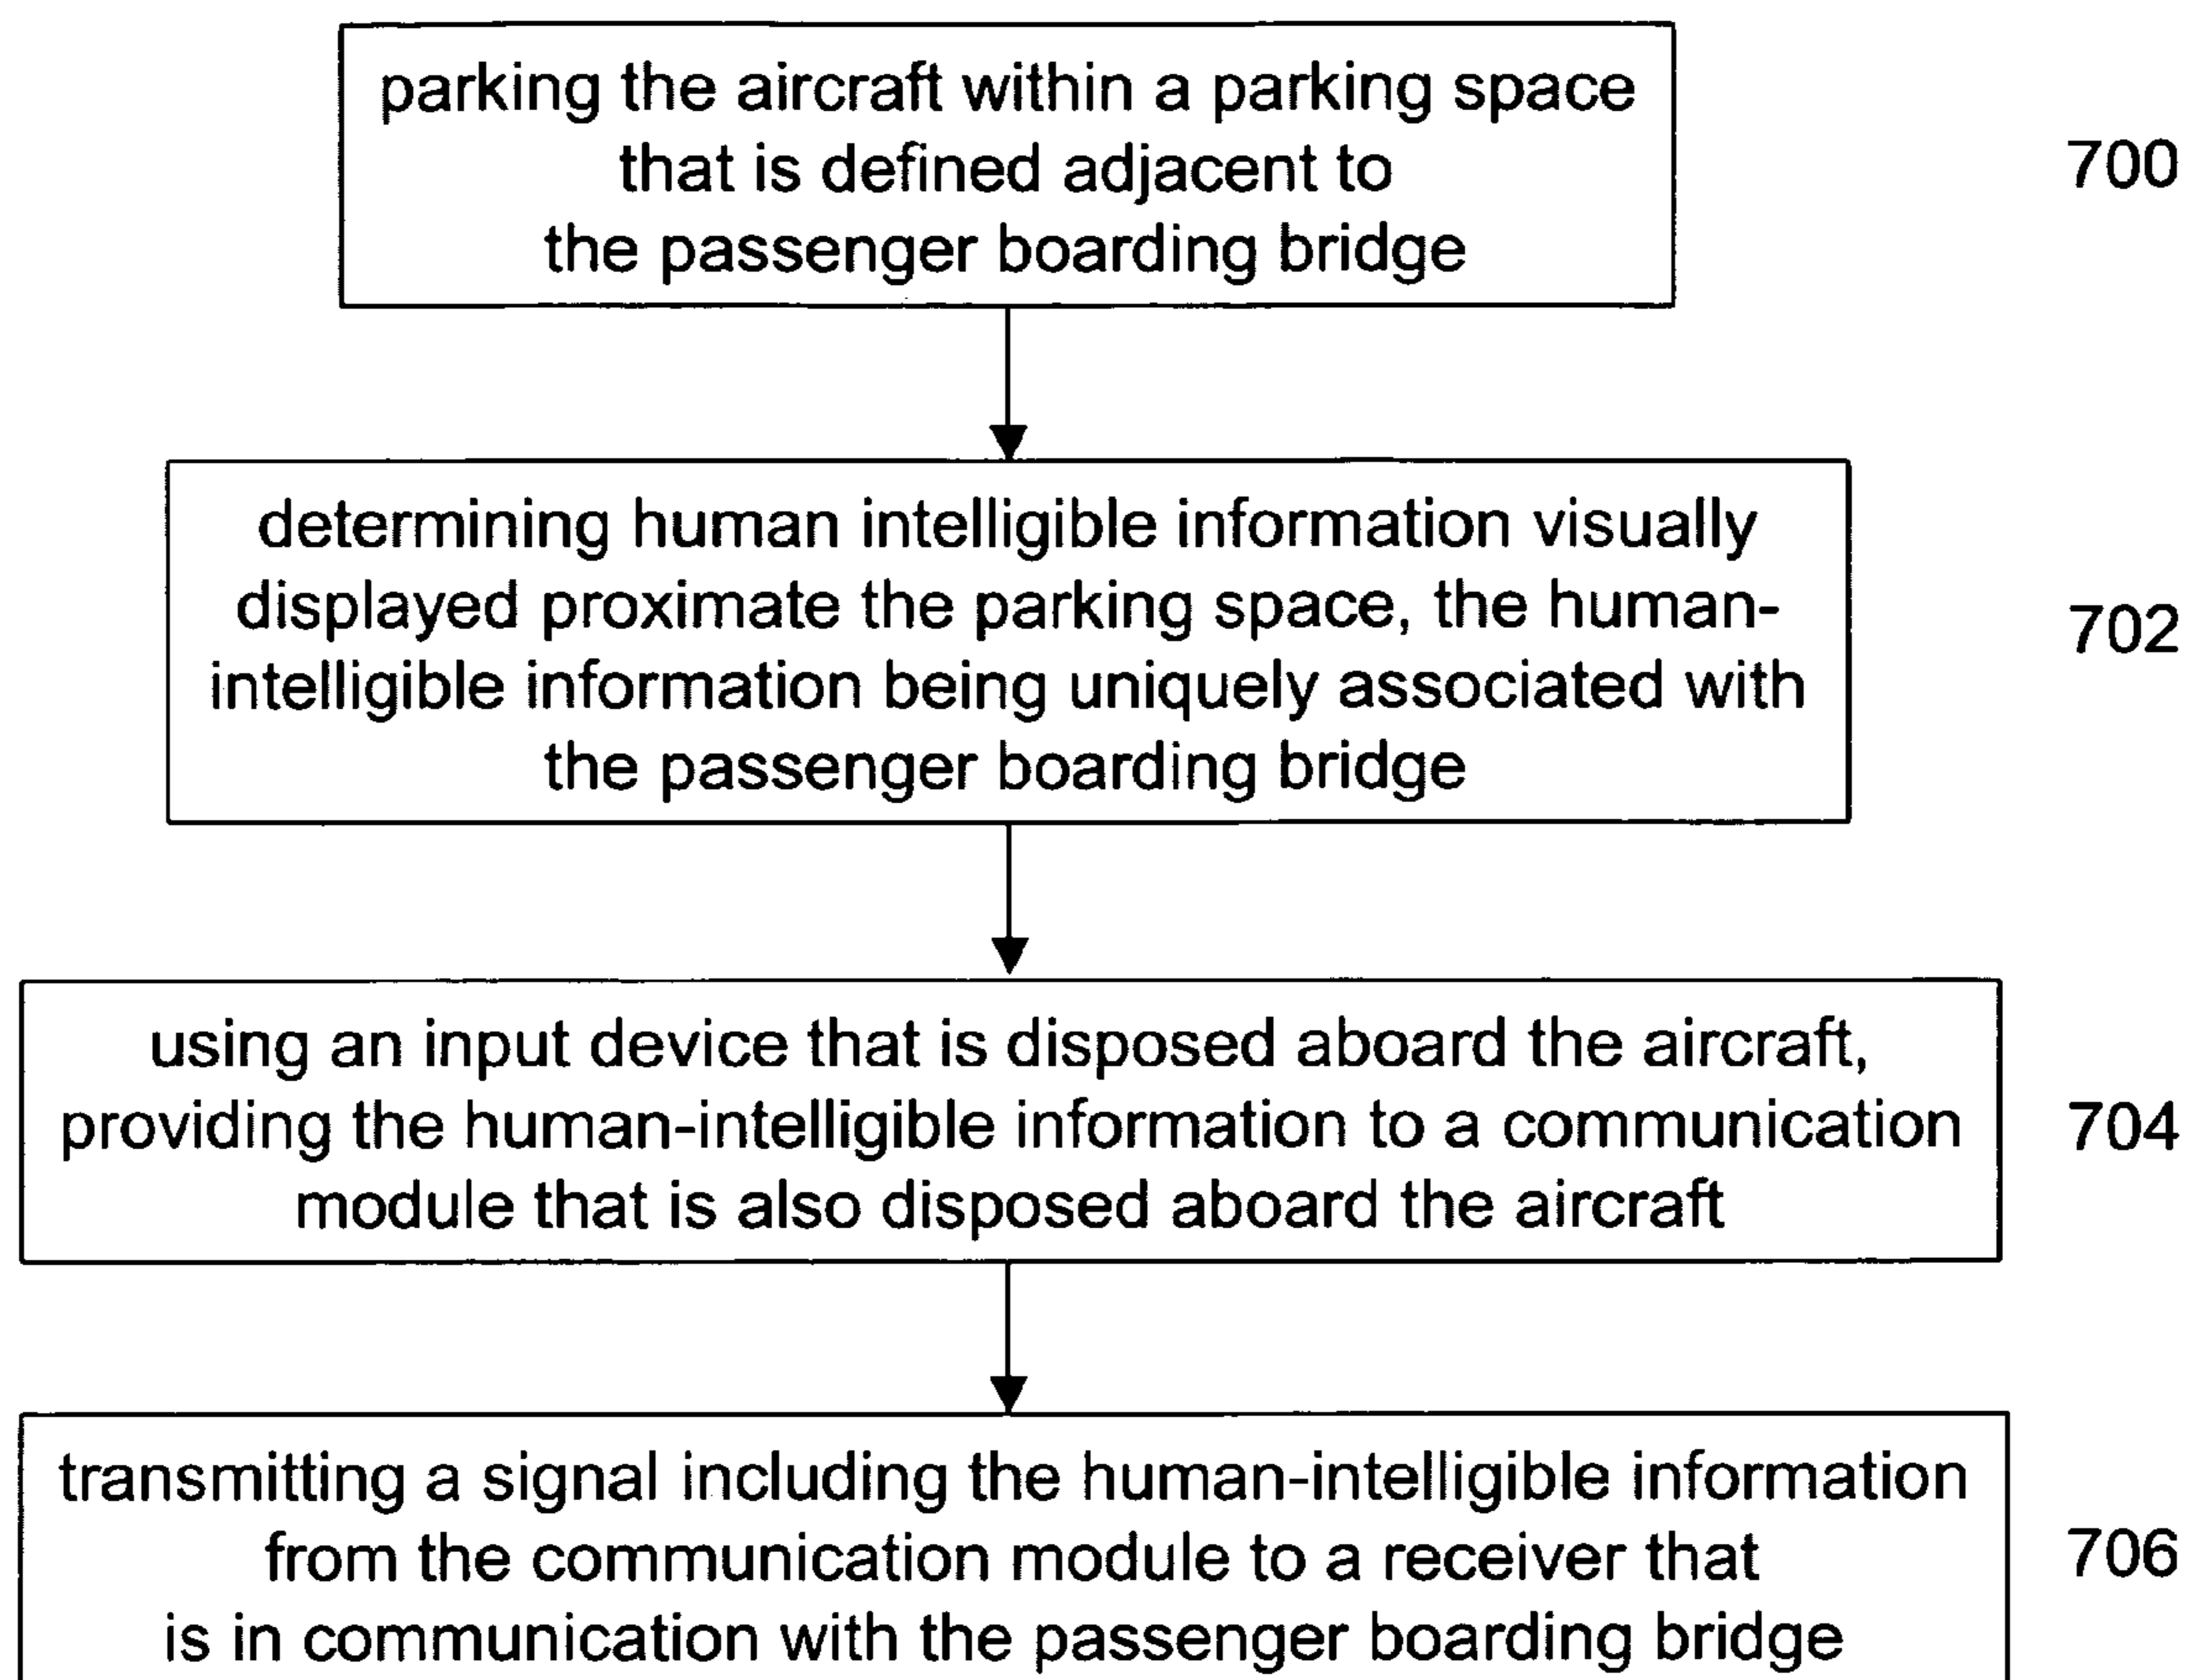 parking the aircraft within a parking space
that is defined adjacent to
the passenger boarding bridge
700
determining human intelligible information visually
displayed proximate the parking space, the human-
intelligible information being uniquely associated with
the passenger boarding bridge
702
using an input device that is disposed aboard the aircraft,
providing the human-intelligible information to a communication
module that is also disposed aboard the aircraft
704
transmitting a signal including the human-intelligible information
from the communication module to a receiver that
is in communication with the passenger boarding bridge
706